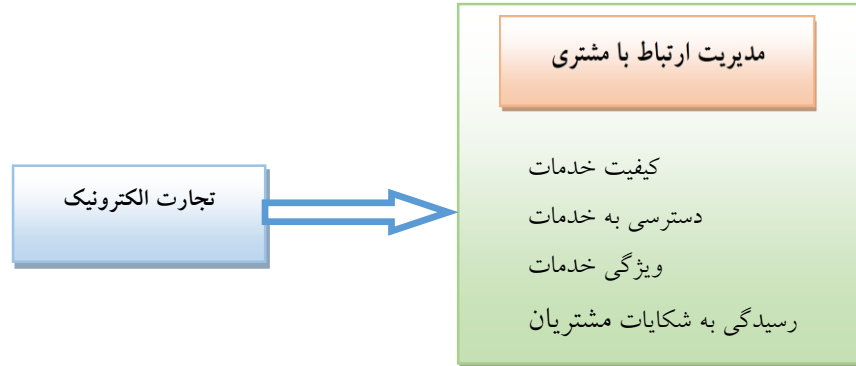 مدیریت ارتباط با مشتری
کیفیت خدمات
تجارت الکترونیک
دسترسی به خدمات
ویژگی خدمات
رسیدگی به شکایات مشتریان